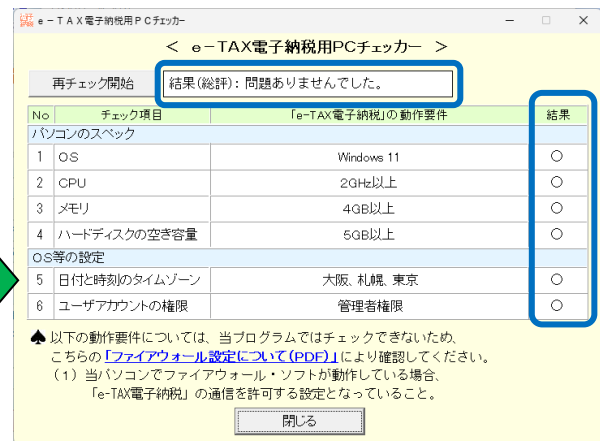 e－ＴＡＸ電子納税用ＰＣチェッカー
＜ e－TAX電子納税用PCチェッカー ＞
再チェック開始 結果(総評)：問題ありませんでした。
No チェック項目 「e-TAX電子納税」の動作要件 結果
パソコンのスペック
1 OS Windows 11 ○
2 CPU 2GHz以上 ○
3 メモリ 4GB以上 ○
4 ハードディスクの空き容量 5GB以上 ○
OS等の設定
5 日付と時刻のタイムゾーン 大阪、札幌、東京 ○
6 ユーザアカウントの権限 管理者権限 ○
♠ 以下の動作要件については、当プログラムではチェックできないため、
こちらの「ファイアウォール設定について(PDF)」により確認してください。
（1）当パソコンでファイアウォール・ソフトが動作している場合、
「e-TAX電子納税」の通信を許可する設定となっていること。
閉じる